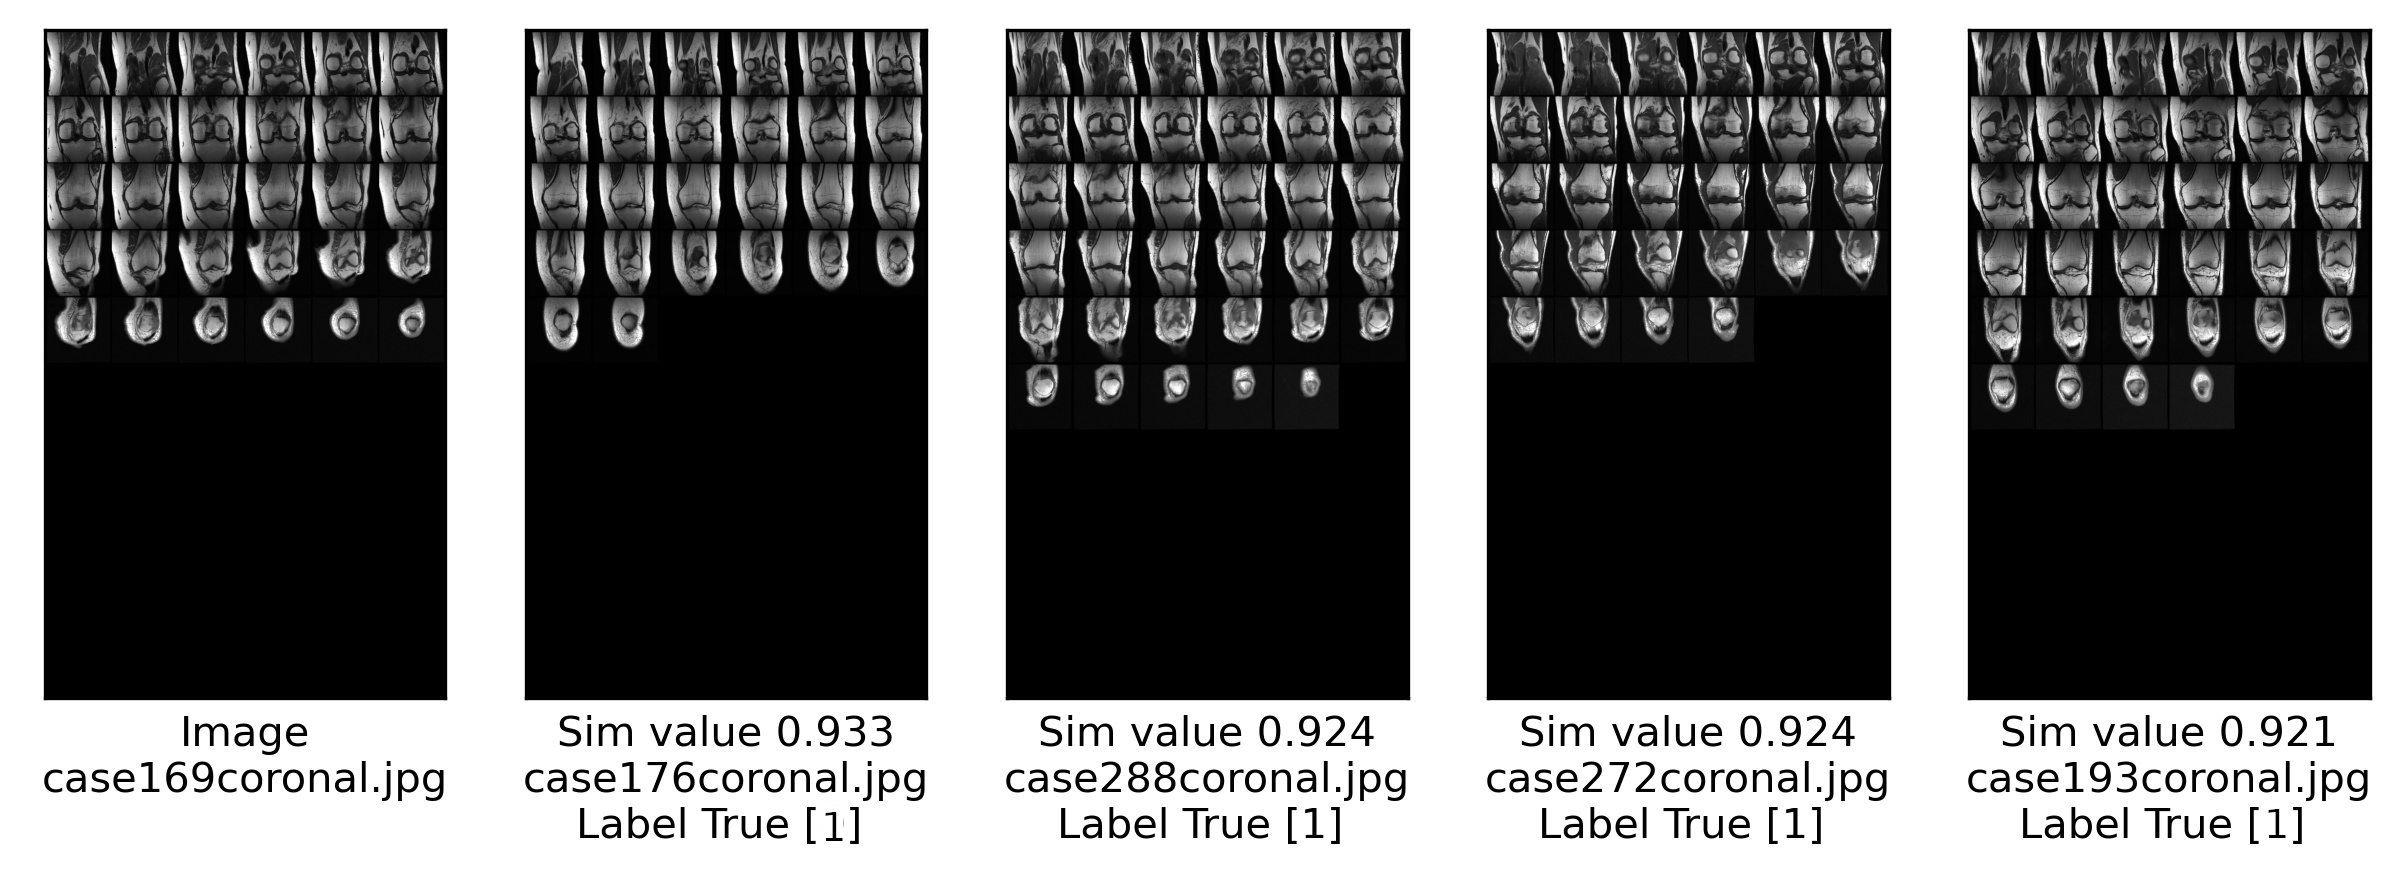 Image
case169coronal.jpg
Sim value 0.933
case176coronal.jpg
Label True [1]
Sim value 0.924
case288coronal.jpg
Label True [1]
Sim value 0.924
case272coronal.jpg
Label True [1]
Sim value 0.921
case193coronal.jpg
Label True [1]